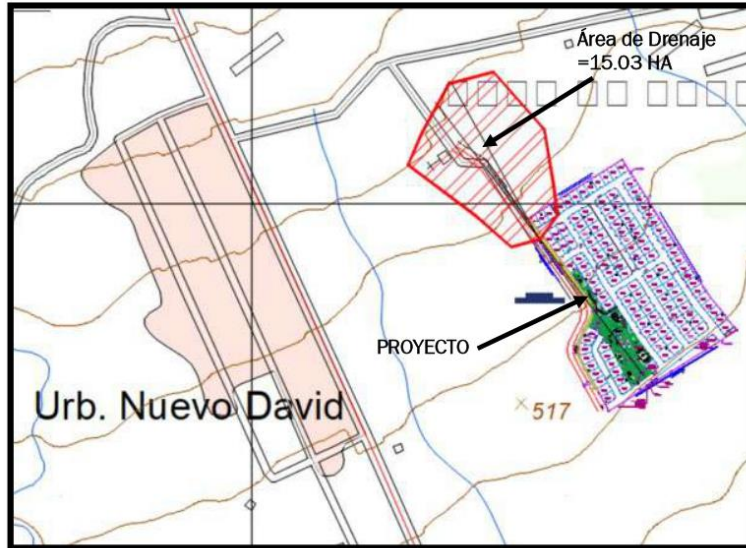 Área de Drenaje
=15.03 HA
PROYECTO
Urb. Nuevo David
517